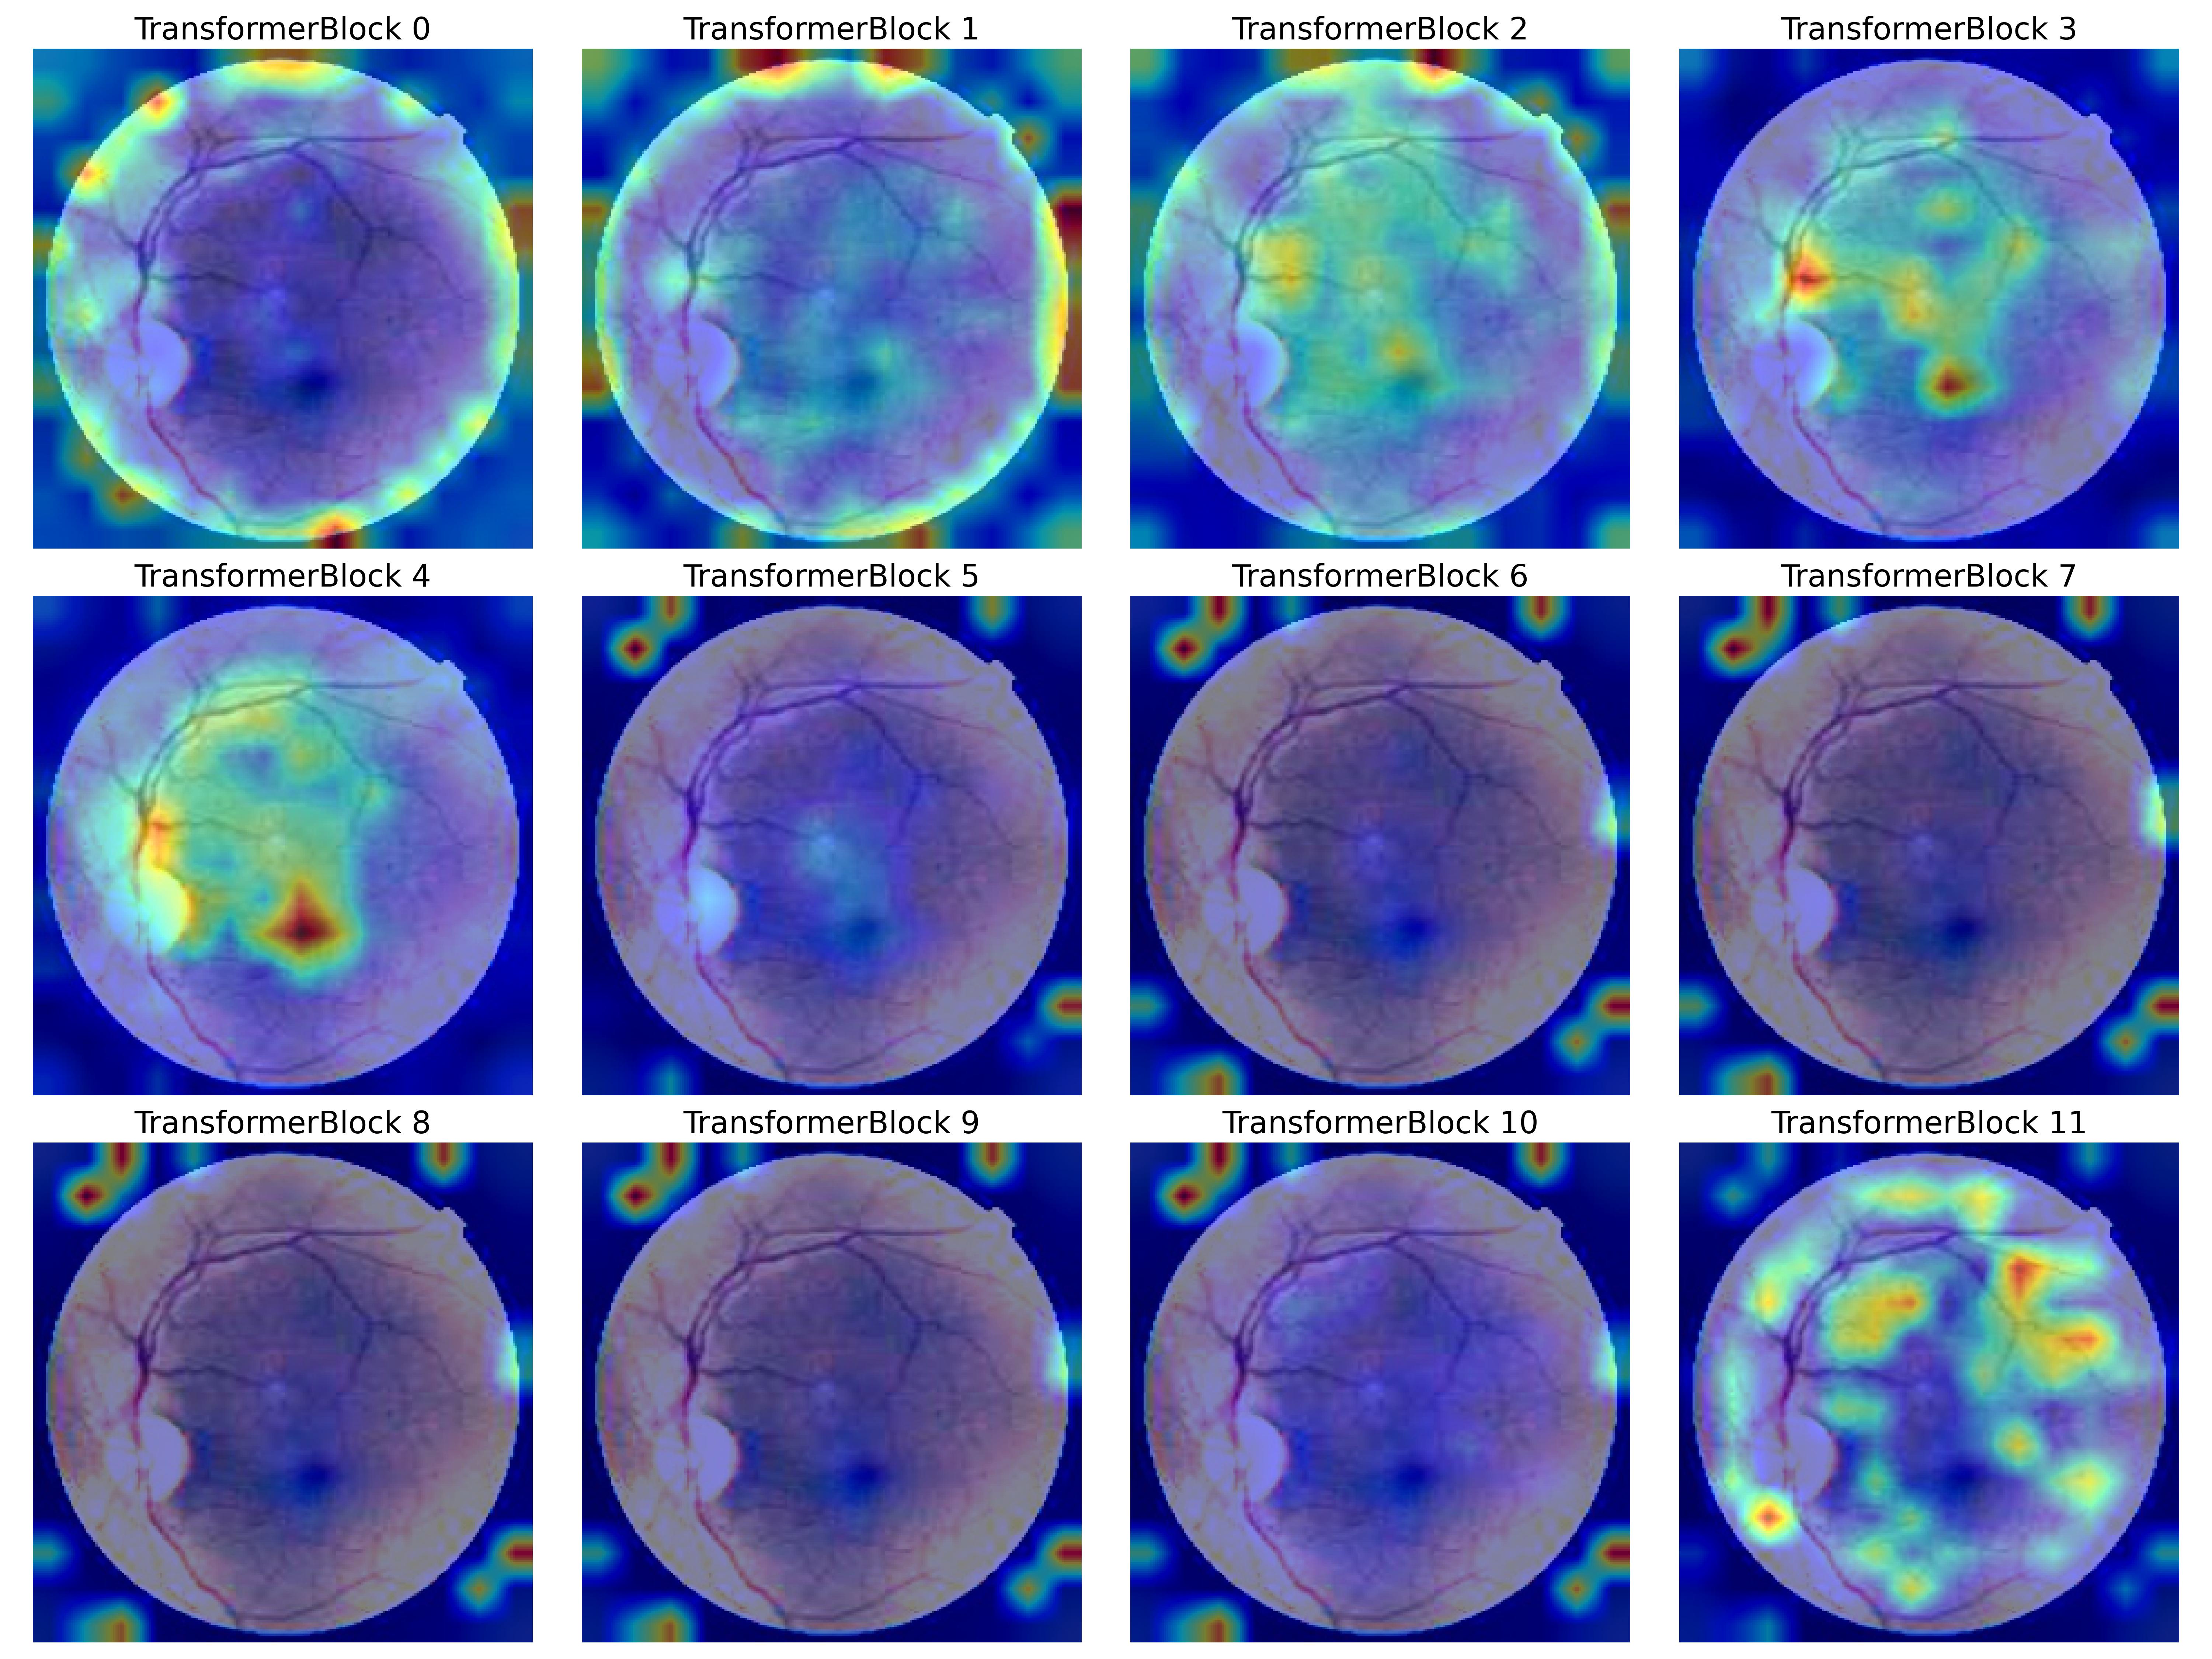 TransformerBlock 0
TransformerBlock 1
TransformerBlock 2
TransformerBlock 3
TransformerBlock 4
TransformerBlock 5
TransformerBlock 6
TransformerBlock 7
TransformerBlock 8
TransformerBlock 9
TransformerBlock 10
TransformerBlock 11